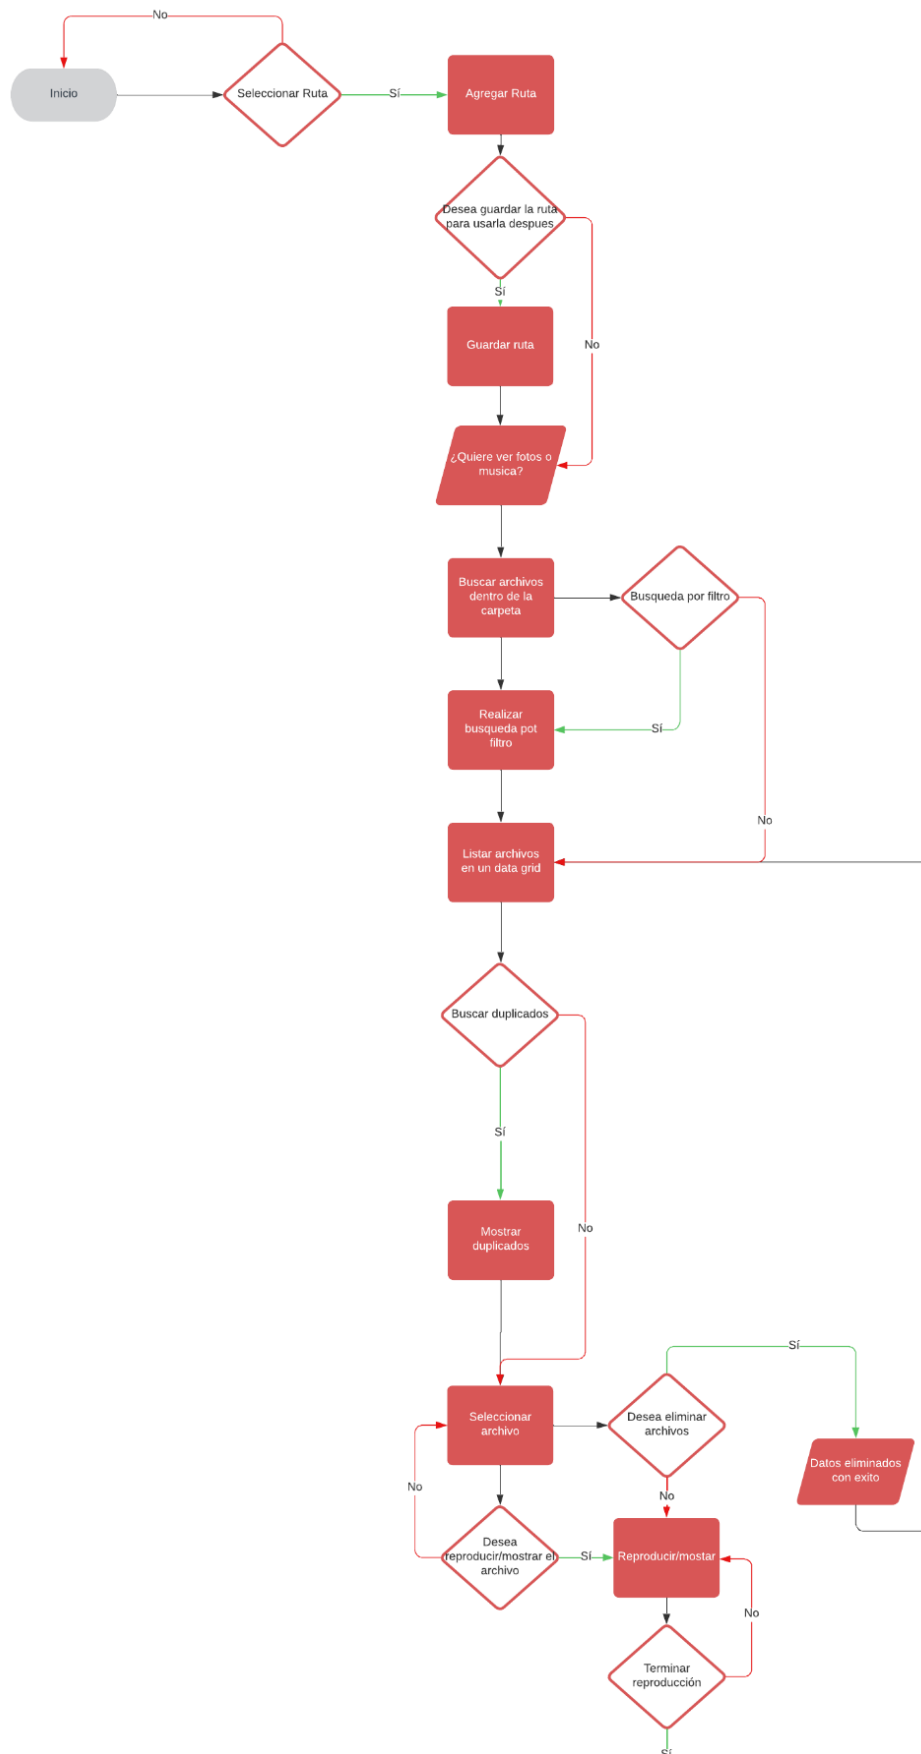 No
Inicio
Seleccionar Ruta
Sí
Agregar Ruta
Desea guardar la ruta
para usarla despues
Sí
No
Guardar ruta
¿Quiere ver fotos o
musica?
Buscar archivos
dentro de la
carpeta
Busqueda por filtro
Realizar
busqueda pot
filtro
Sí
No
Listar archivos
en un data grid
Buscar duplicados
Sí
No
Mostrar
duplicados
Sí
Seleccionar
archivo
Desea eliminar
archivos
Datos eliminados
con exito
No
No
Desea
reproducir/mostrar el
archivo
Sí
Reproducir/mostar
No
Terminar
reproducción
Sí